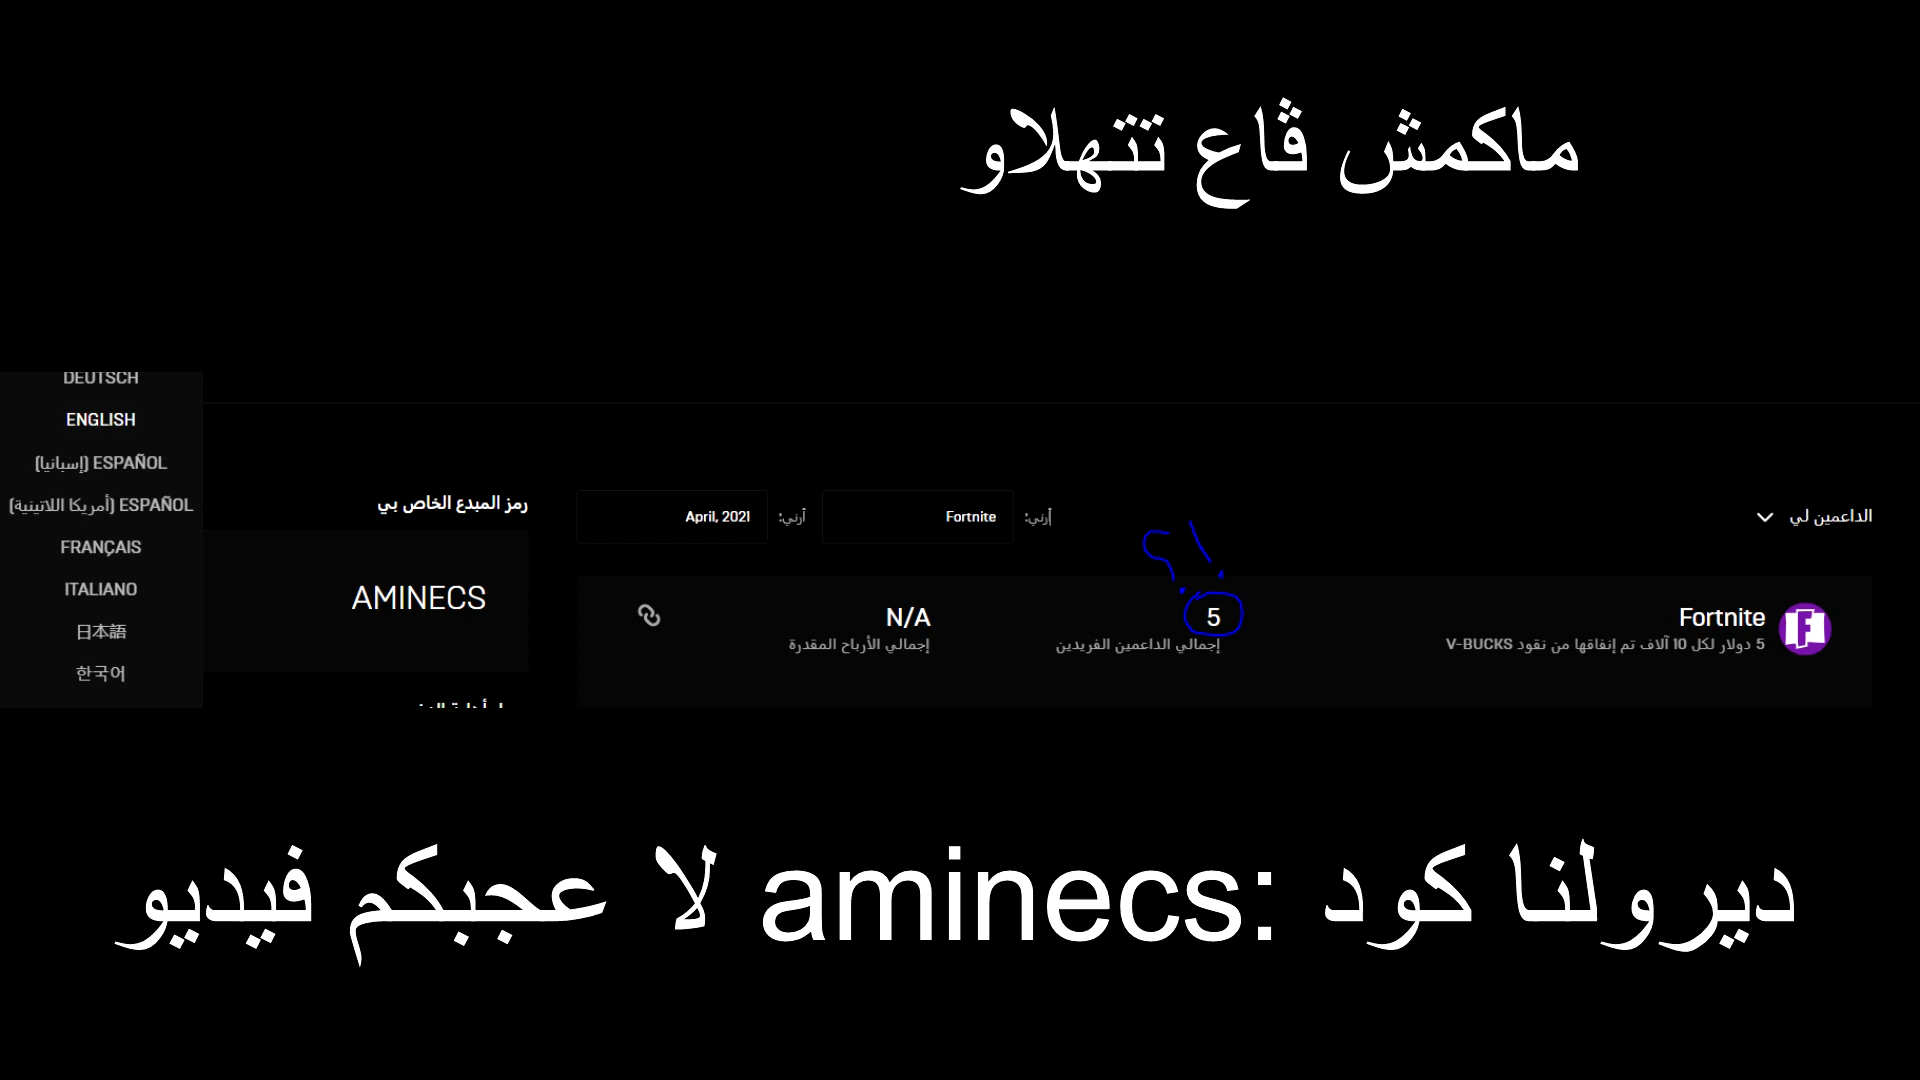 ماكمش ڤاع تتهلاو
DEUTSCH
ENGLISH
ESPAÑOL (إسبانيا)
ESPAÑOL (أمريكا اللاتينية)
FRANÇAIS
ITALIANO
日本語
한국어
الداعمين لي
أرني: Fortnite
أرني: April, 2021
رمز المبدع الخاص بي
AMINECS
Fortnite
5 دولار لكل 10 آلاف تم إنفاقها من نقود V-BUCKS
5
إجمالي الداعمين الفريدين
N/A
إجمالي الأرباح المقدرة
ديرولنا كود :aminecs لا عجبكم فيديو